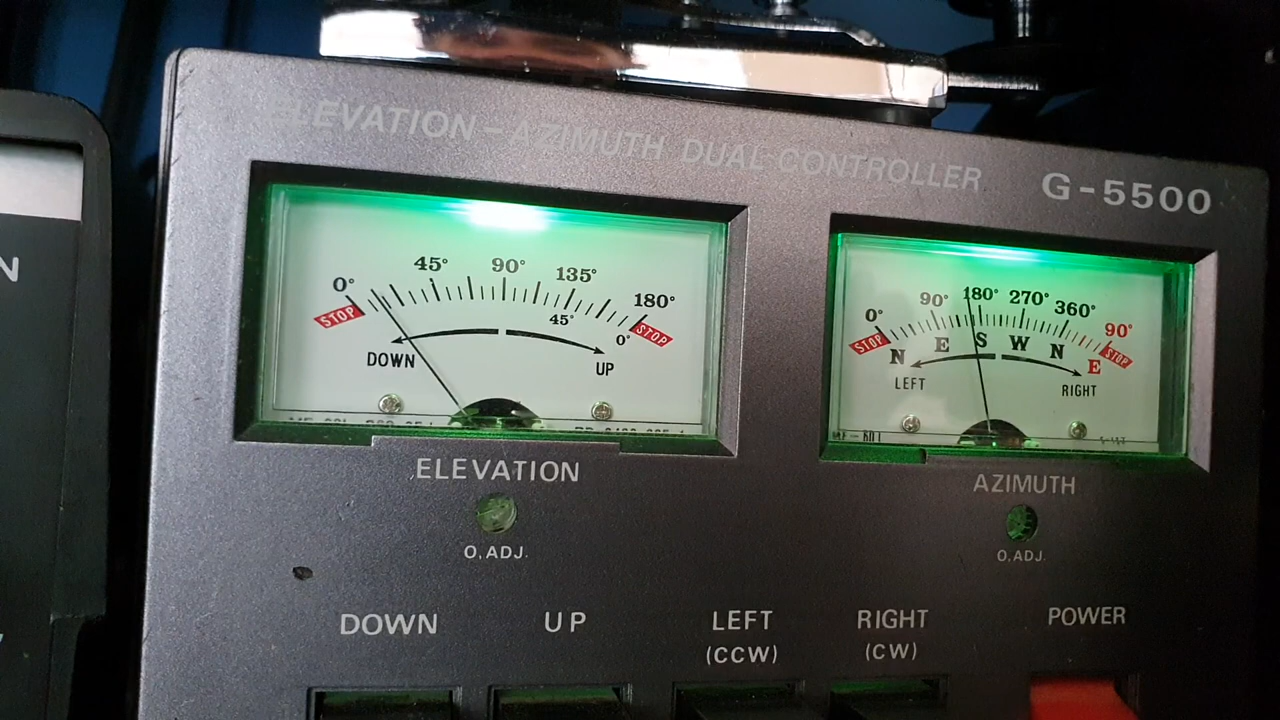 ELEVATION-AZIMUTH DUAL CONTROLLER
G-5500
0° 45° 90° 135° 180°
STOP 45° 0° STOP
DOWN UP
0° 90° 180° 270° 360° 90°
STOP N E S W N E STOP
LEFT RIGHT
ELEVATION
AZIMUTH
O. ADJ.
O. ADJ.
N
DOWN
UP
LEFT
(CCW)
RIGHT
(CW)
POWER